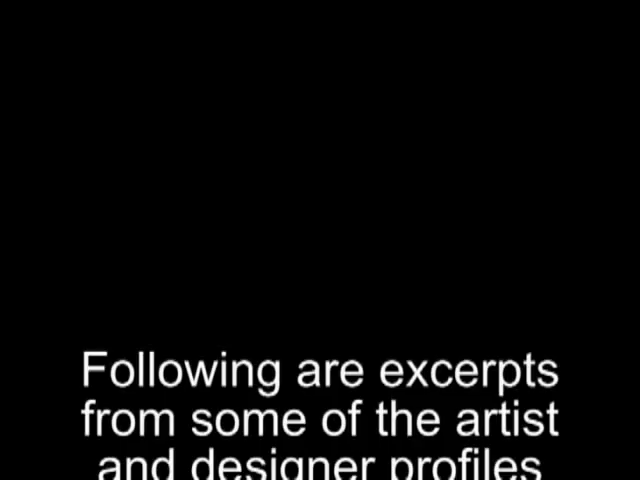 Following are excerpts
from some of the artist
and designer profiles